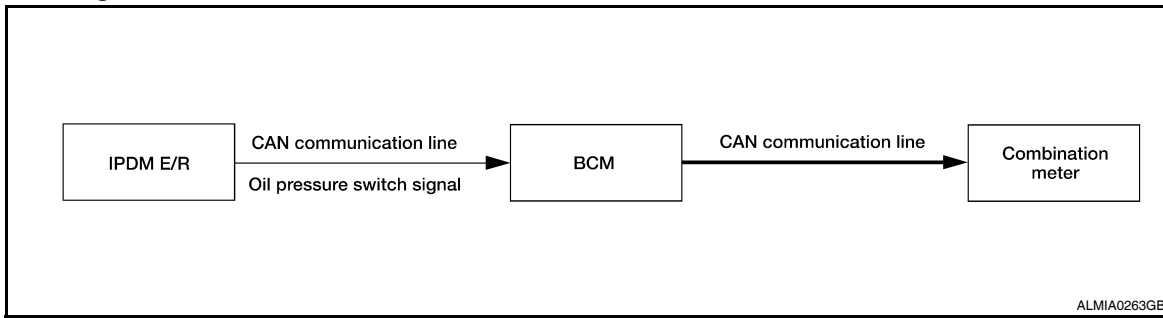 CAN communication line
CAN communication line
IPDM E/R
BCM
Combination
meter
Oil pressure switch signal
ALMIA0263GB